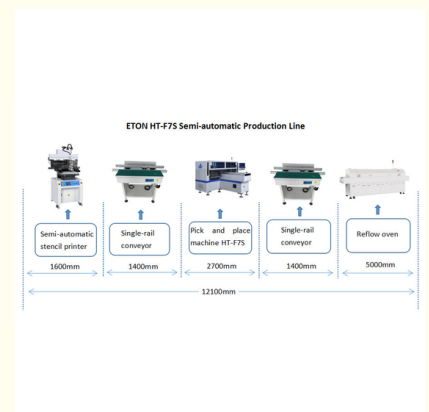 ETON HT-F7S Semi-automatic Production Line
Semi-automatic
stencil printer
Single-rail
conveyor
Pick and place
machine HT-F7S
Single-rail
conveyor
Reflow oven
1600mm
1400mm
2700mm
1400mm
5000mm
12100mm